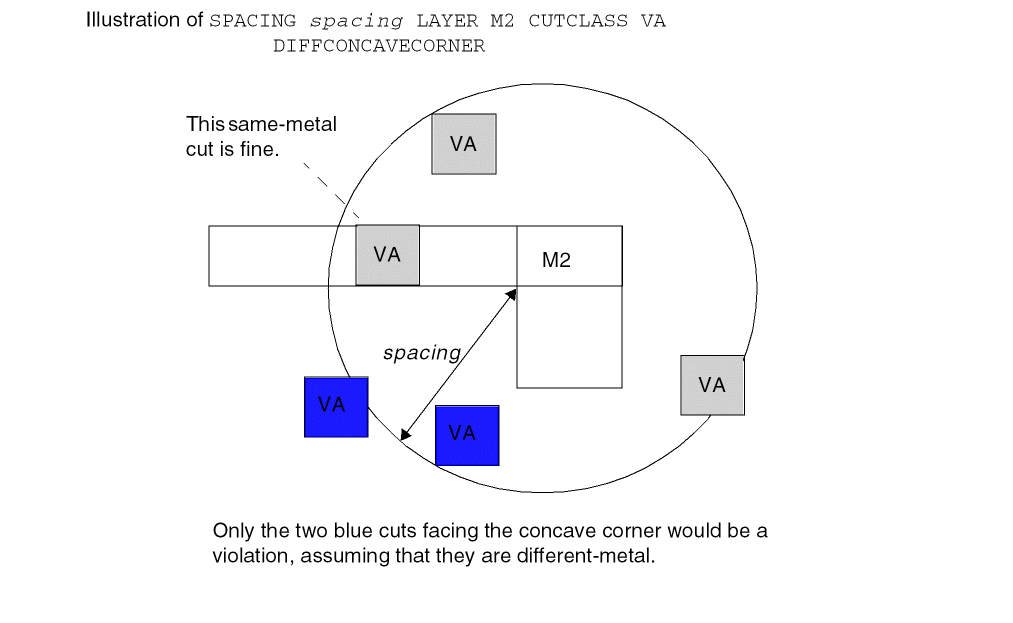 Illustration of SPACING spacing LAYER M2 CUTCLASS VA
DIFFCONCAVECORNER
This same-metal
cut is fine.
VA
VA
M2
spacing
VA
VA
VA
Only the two blue cuts facing the concave corner would be a
violation, assuming that they are different-metal.